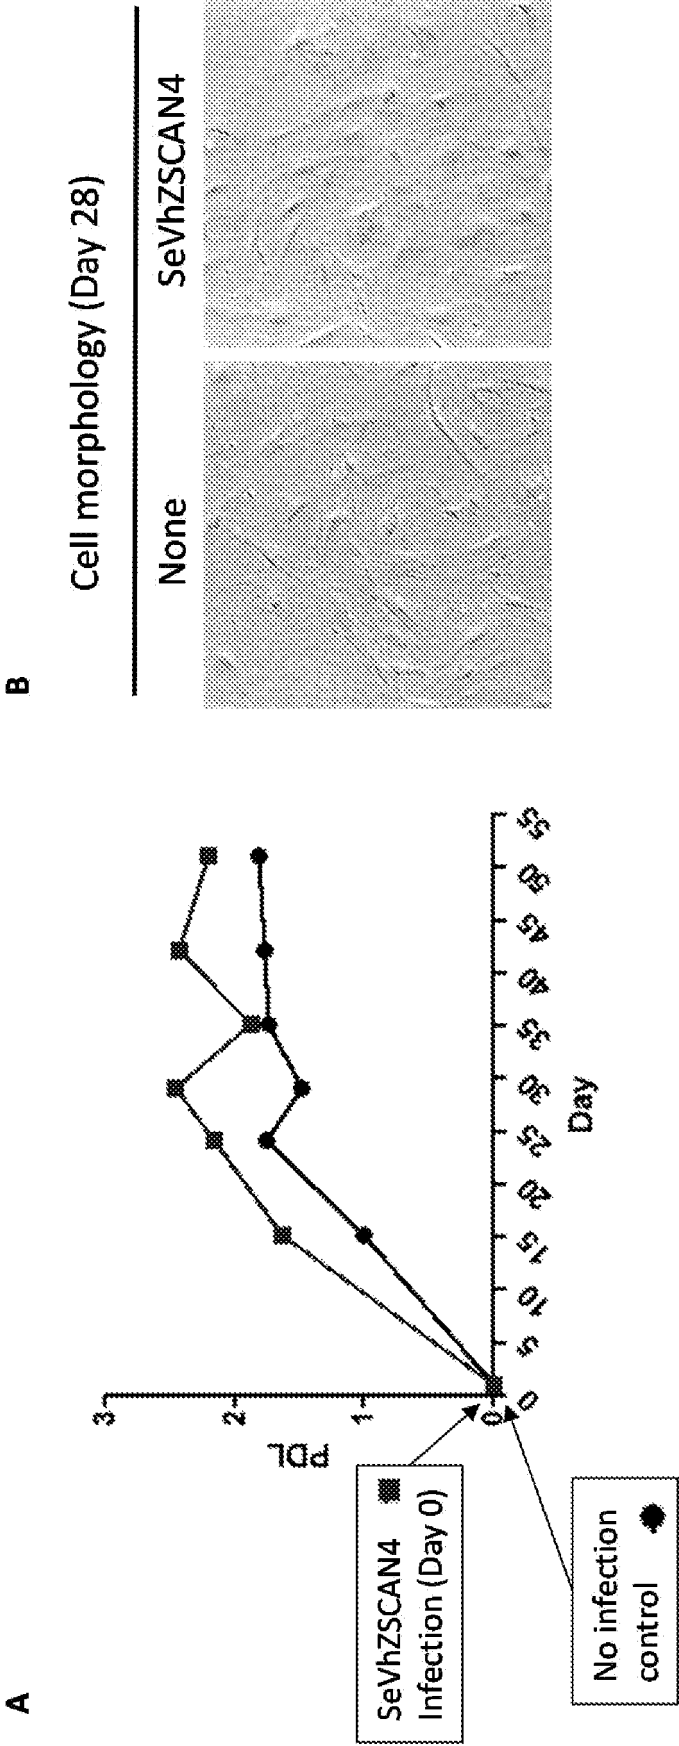 A
SeVhZSCAN4
Infection (Day 0)
No infection
control
PDL
3
2
1
0
0
5
10
15
20
25
30
35
40
45
50
55
Day
B
Cell morphology (Day 28)
None
SeVhZSCAN4